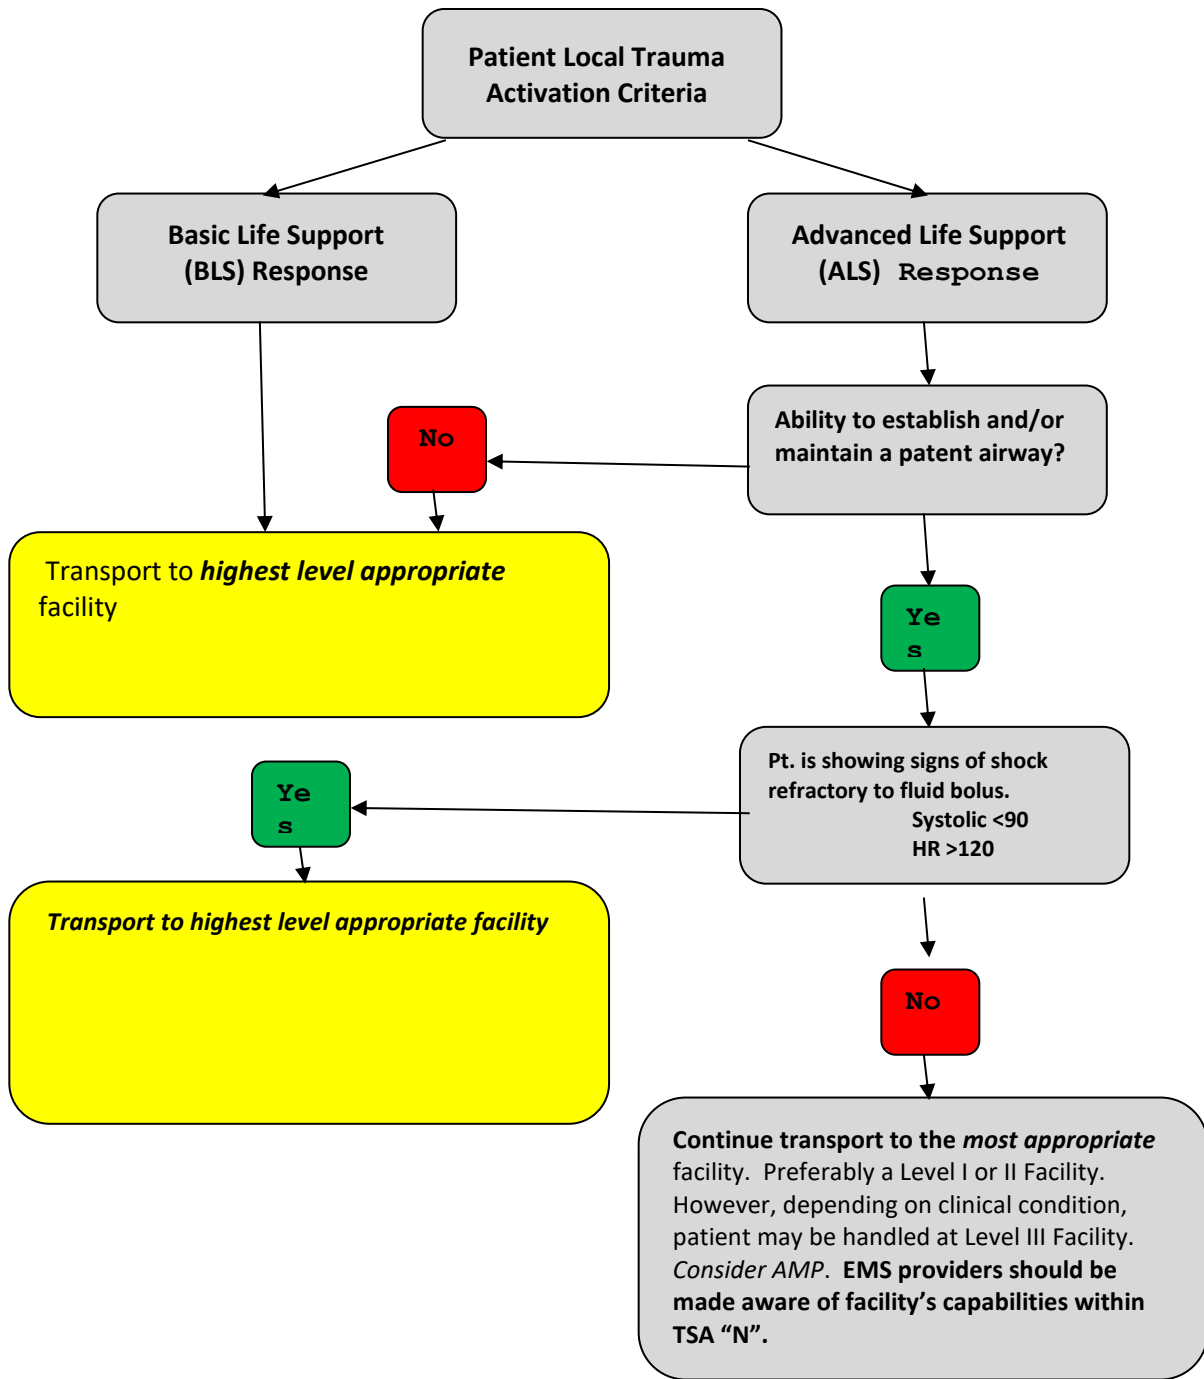 Patient Local Trauma
Activation Criteria
Basic Life Support
(BLS) Response
Advanced Life Support
(ALS) Response
Ability to establish and/or
maintain a patent airway?
No
Transport to highest level appropriate
facility
Ye
s
Pt. is showing signs of shock
refractory to fluid bolus.
Systolic <90
HR >120
Ye
s
Transport to highest level appropriate facility
No
Continue transport to the most appropriate
facility. Preferably a Level I or II Facility.
However, depending on clinical condition,
patient may be handled at Level III Facility.
Consider AMP. EMS providers should be
made aware of facility’s capabilities within
TSA “N”.